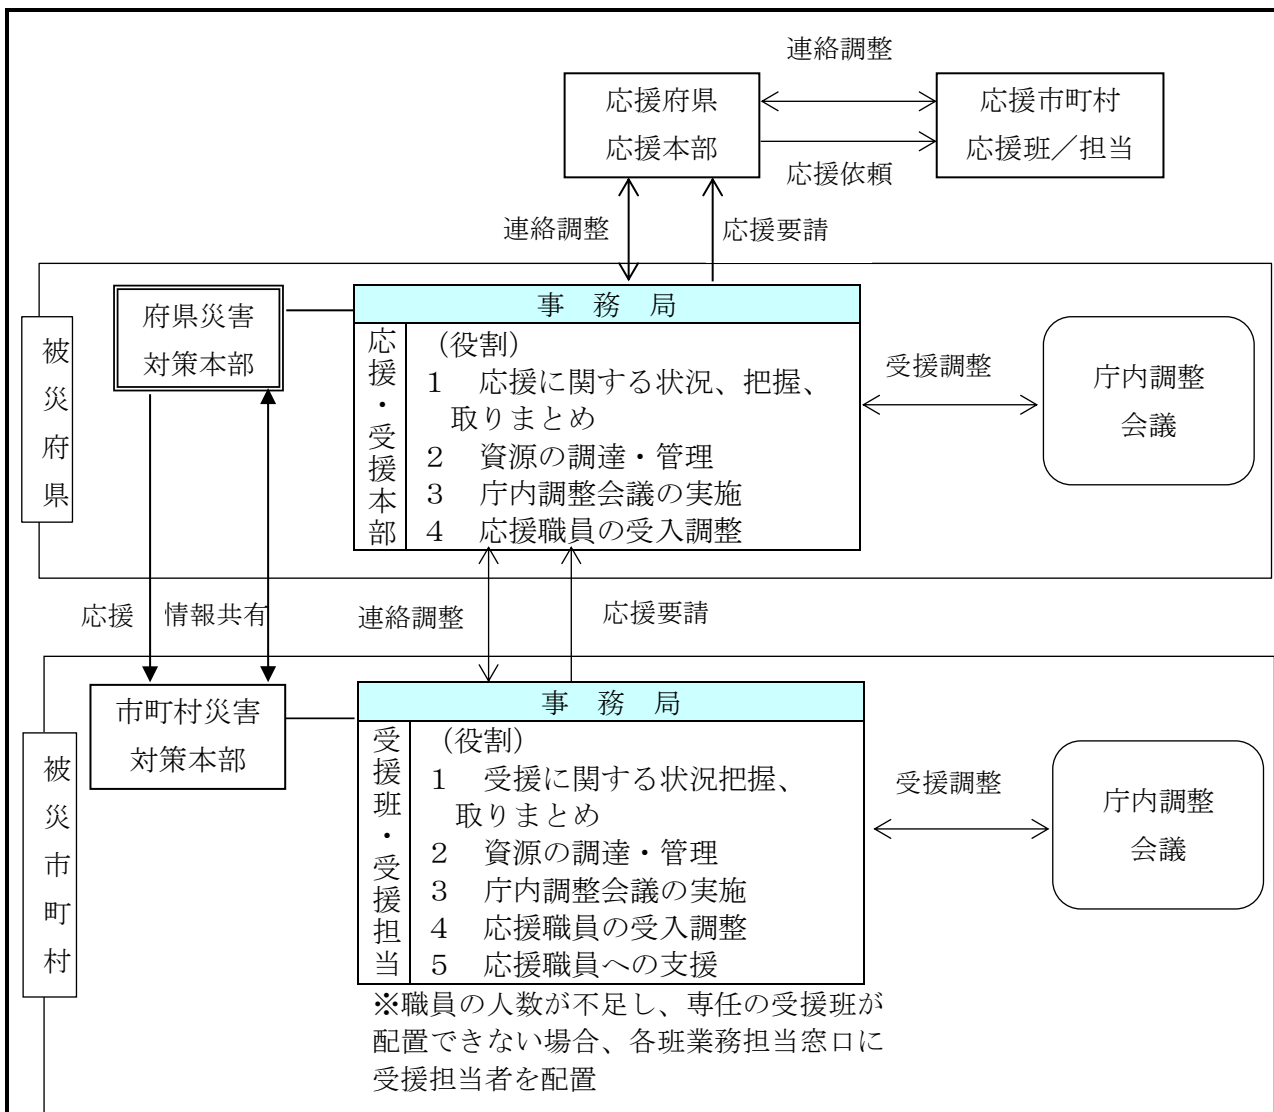 連絡調整
応援府県
応援本部
応援市町村
応援班／担当
応援依頼
連絡調整
応援要請
被災府県
府県災害
対策本部
事 務 局
応援・受援本部
（役割）
１ 応援に関する状況、把握、
取りまとめ
２ 資源の調達・管理
３ 庁内調整会議の実施
４ 応援職員の受入調整
受援調整
庁内調整
会議
応援
情報共有
連絡調整
応援要請
被災市町村
市町村災害
対策本部
事 務 局
受援班・受援担当
（役割）
１ 受援に関する状況把握、
取りまとめ
２ 資源の調達・管理
３ 庁内調整会議の実施
４ 応援職員の受入調整
５ 応援職員への支援
受援調整
庁内調整
会議
※職員の人数が不足し、専任の受援班が
配置できない場合、各班業務担当窓口に
受援担当者を配置